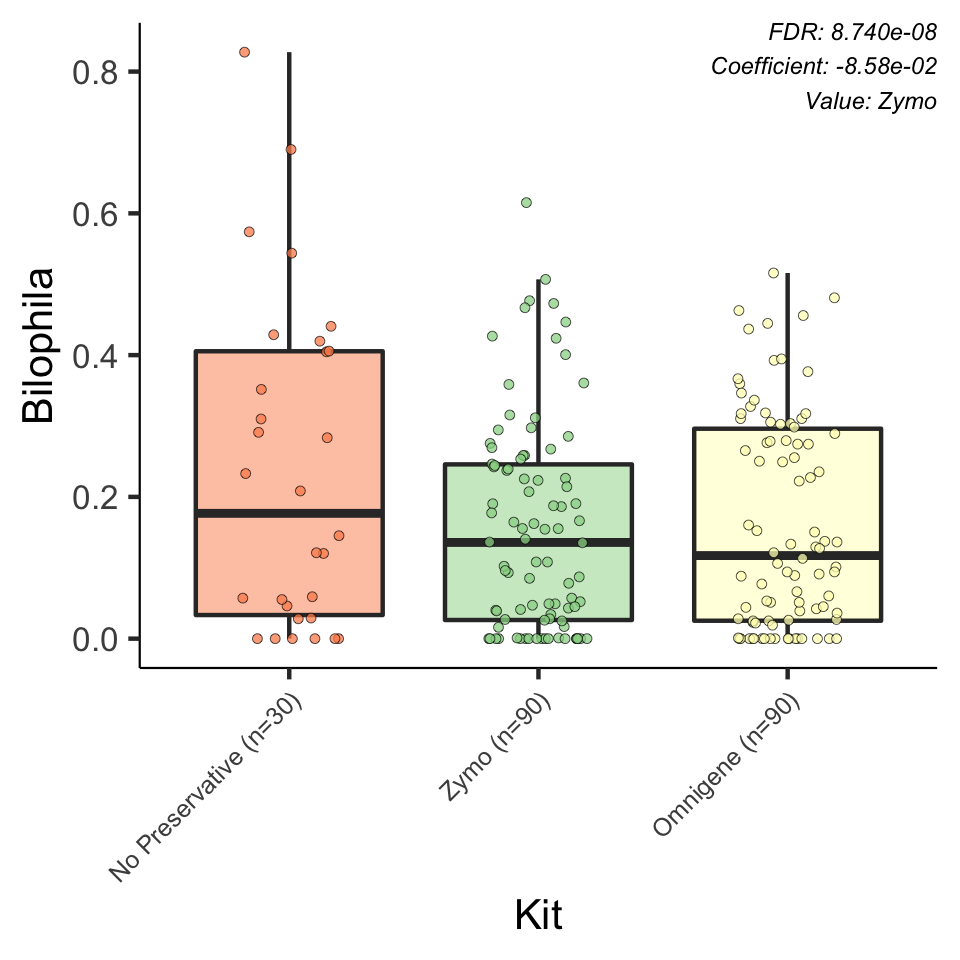 FDR: 8.740e-08
Coefficient: -8.58e-02
Value: Zymo
Bilophila
0.8
0.6
0.4
0.2
0.0
No Preservative (n=30)
Zymo (n=90)
Omnigene (n=90)
Kit